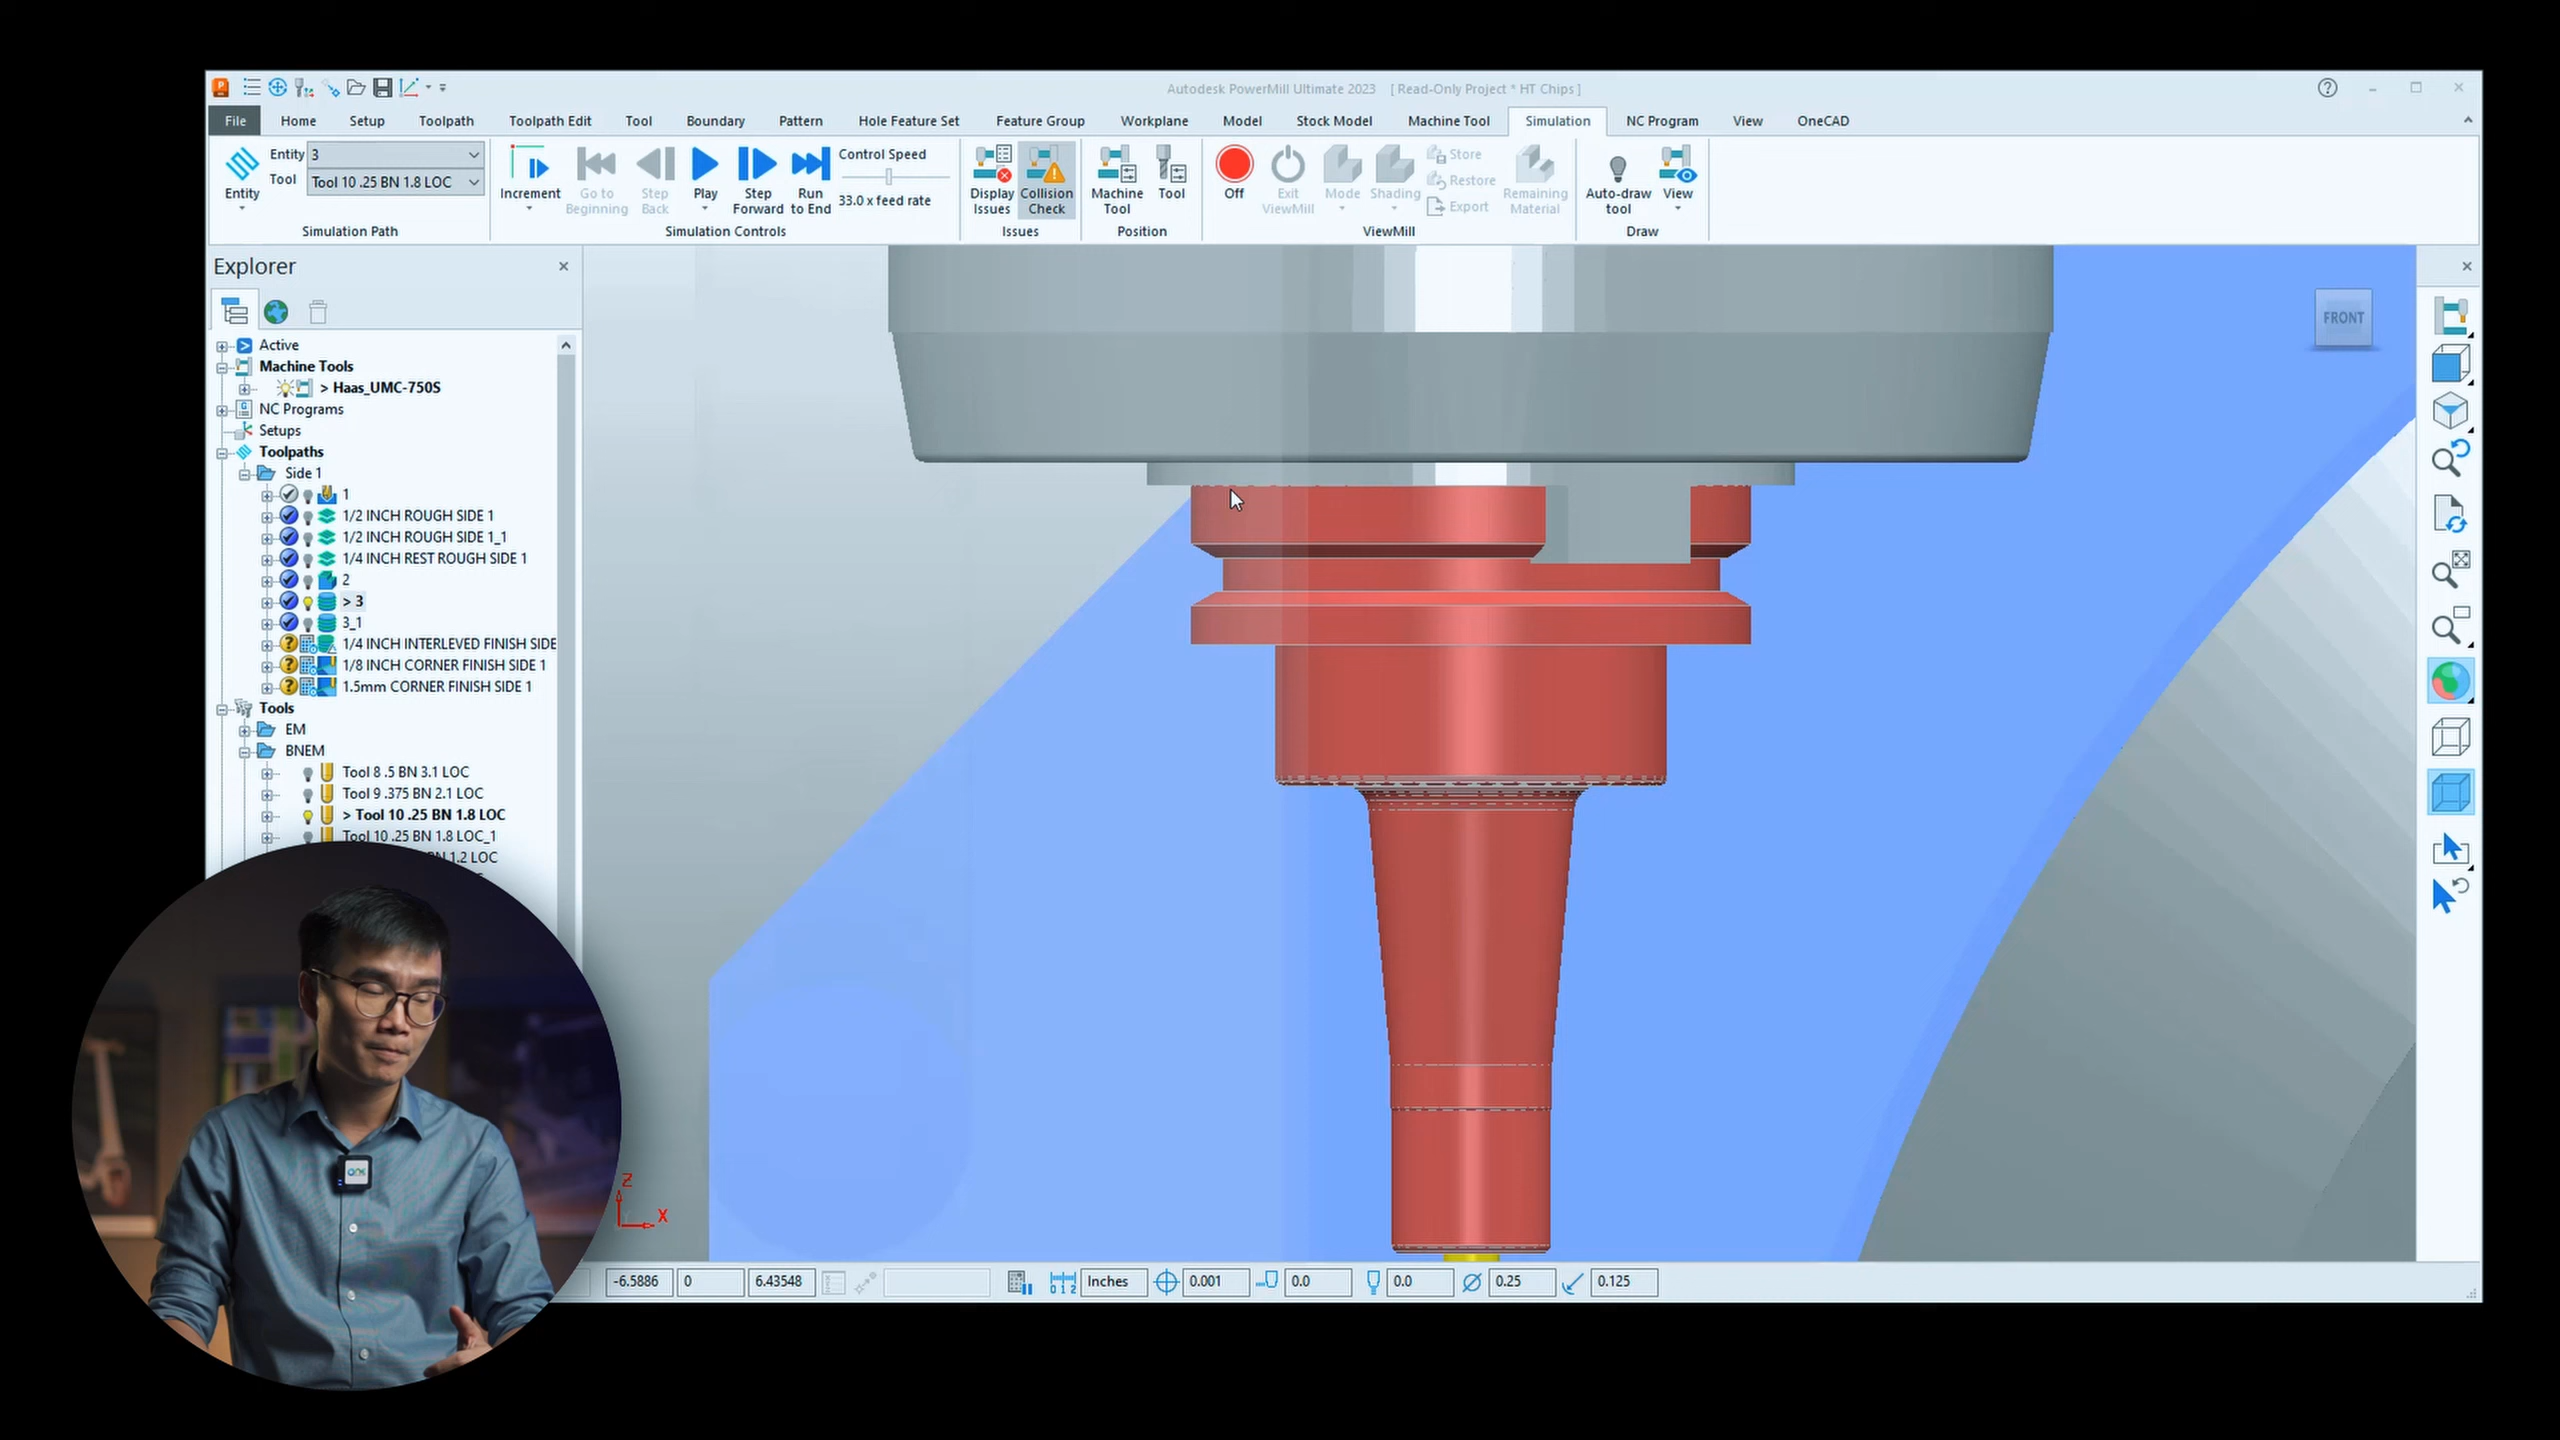 Autodesk PowerMill Ultimate 2023 [ Read-Only Project * HT Chips ]
File Home Setup Toolpath Toolpath Edit Tool Boundary Pattern Hole Feature Set Feature Group Workplane Model Stock Model Machine Tool Simulation NC Program View OneCAD
Entity
Entity 3
Tool Tool 10 .25 BN 1.8 LOC
Simulation Path
Increment
Go to Beginning
Step Back
Play
Step Forward
Run to End
Control Speed
33.0 x feed rate
Simulation Controls
Display Issues
Collision Check
Issues
Machine Tool
Tool
Position
Off
Exit ViewMill
Mode
Shading
Store
Restore
Export
Remaining Material
ViewMill
Auto-draw tool
View
Draw
Explorer
Active
Machine Tools
> Haas_UMC-750S
NC Programs
Setups
Toolpaths
Side 1
1
1/2 INCH ROUGH SIDE 1
1/2 INCH ROUGH SIDE 1_1
1/4 INCH REST ROUGH SIDE 1
2
> 3
3_1
1/4 INCH INTERLEVED FINISH SIDE
1/8 INCH CORNER FINISH SIDE 1
1.5mm CORNER FINISH SIDE 1
Tools
EM
BNEM
Tool 8 .5 BN 3.1 LOC
Tool 9 .375 BN 2.1 LOC
> Tool 10 .25 BN 1.8 LOC
Tool 10 .25 BN 1.8 LOC_1
BN 1.2 LOC
FRONT
Z
X
ONE
-6.5886 0 6.43548 Inches 0.001 0.0 0.0 0.25 0.125